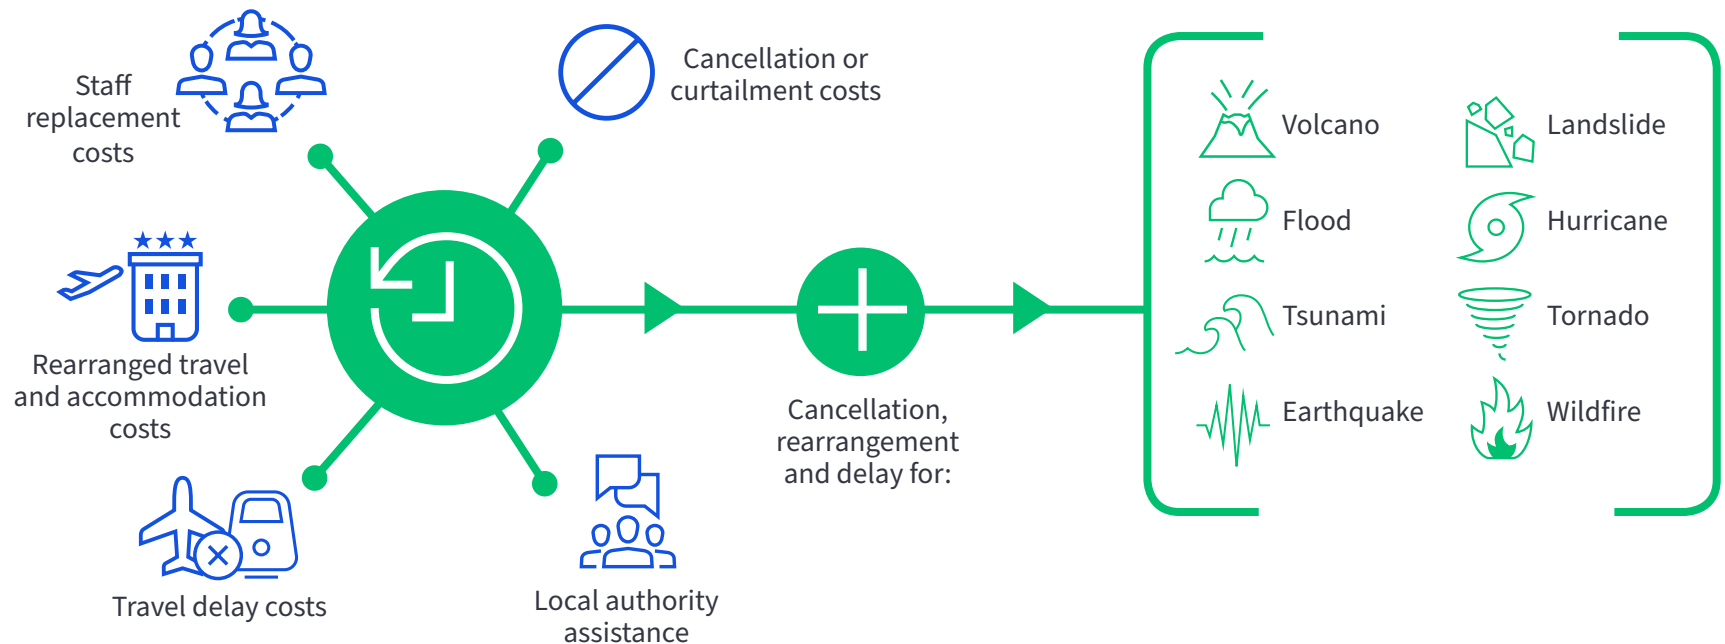 Staff
replacement
costs
Cancellation or
curtailment costs
Rearranged travel
and accommodation
costs
Travel delay costs
Local authority
assistance
Cancellation,
rearrangement
and delay for:
Volcano
Landslide
Flood
Hurricane
Tsunami
Tornado
Earthquake
Wildfire